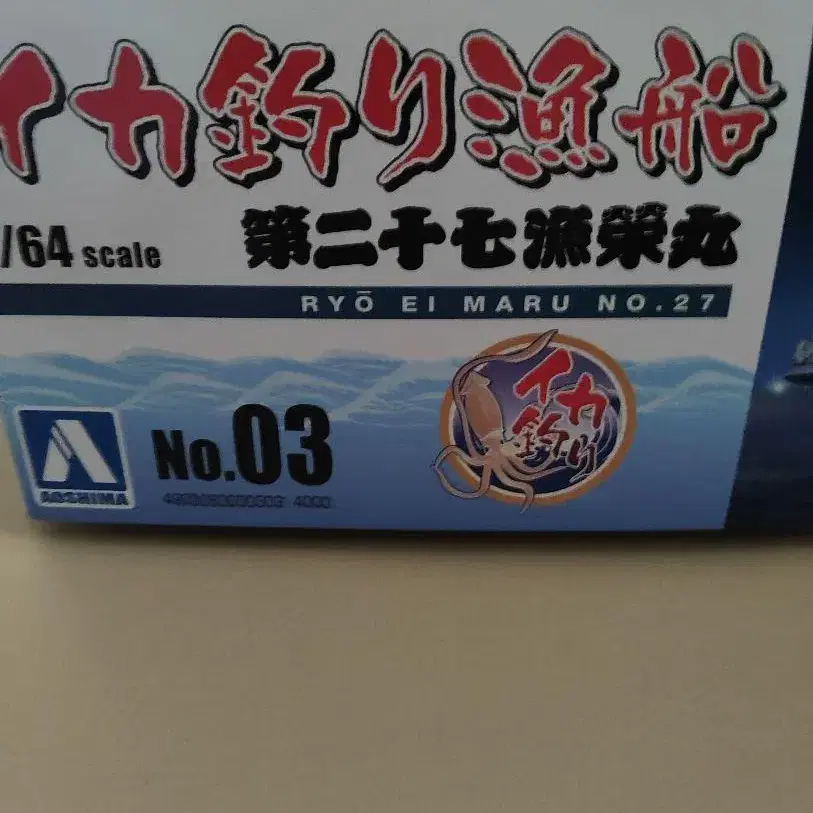 イカ釣り漁船
/64 scale
第二十七漁榮丸
RYŌ EI MARU NO.27
イカ釣り
AOSHIMA
No.03